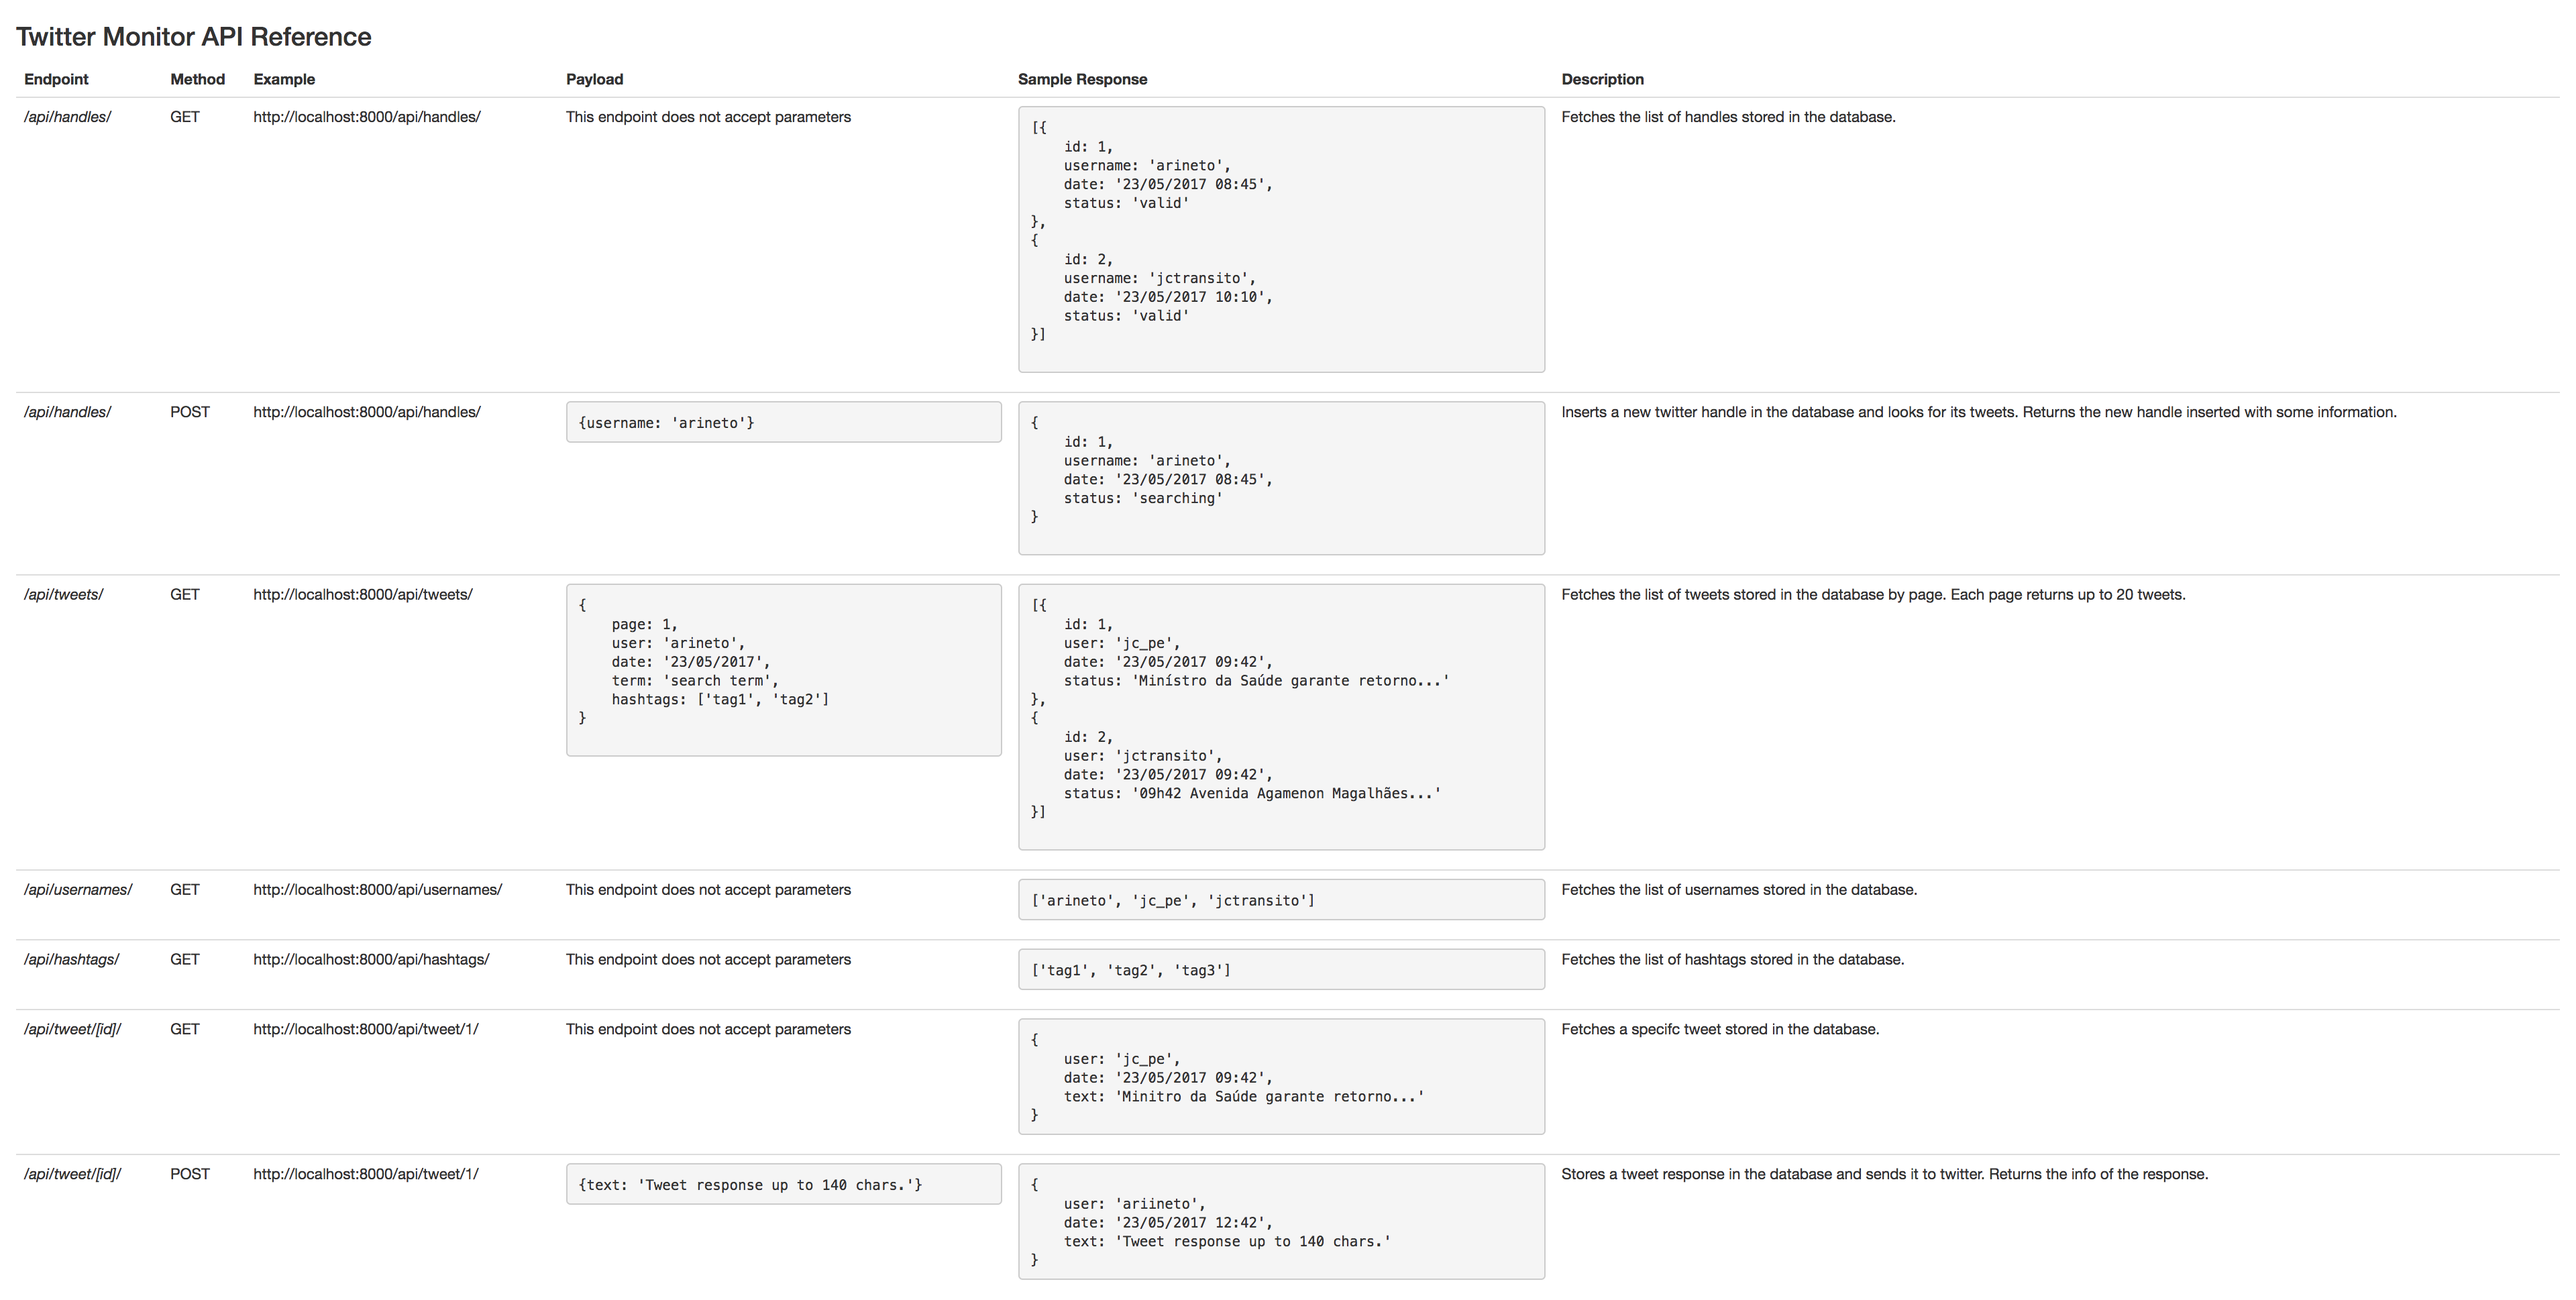 Twitter Monitor API Reference
Endpoint Method Example Payload Sample Response Description
/api/handles/ GET http://localhost:8000/api/handles/ This endpoint does not accept parameters
[{
id: 1,
username: 'arineto',
date: '23/05/2017 08:45',
status: 'valid'
},
{
id: 2,
username: 'jctransito',
date: '23/05/2017 10:10',
status: 'valid'
}]
Fetches the list of handles stored in the database.
/api/handles/ POST http://localhost:8000/api/handles/
{username: 'arineto'}
{
id: 1,
username: 'arineto',
date: '23/05/2017 08:45',
status: 'searching'
}
Inserts a new twitter handle in the database and looks for its tweets. Returns the new handle inserted with some information.
/api/tweets/ GET http://localhost:8000/api/tweets/
{
page: 1,
user: 'arineto',
date: '23/05/2017',
term: 'search term',
hashtags: ['tag1', 'tag2']
}
[{
id: 1,
user: 'jc_pe',
date: '23/05/2017 09:42',
status: 'Minístro da Saúde garante retorno...'
},
{
id: 2,
user: 'jctransito',
date: '23/05/2017 09:42',
status: '09h42 Avenida Agamenon Magalhães...'
}]
Fetches the list of tweets stored in the database by page. Each page returns up to 20 tweets.
/api/usernames/ GET http://localhost:8000/api/usernames/ This endpoint does not accept parameters
['arineto', 'jc_pe', 'jctransito']
Fetches the list of usernames stored in the database.
/api/hashtags/ GET http://localhost:8000/api/hashtags/ This endpoint does not accept parameters
['tag1', 'tag2', 'tag3']
Fetches the list of hashtags stored in the database.
/api/tweet/[id]/ GET http://localhost:8000/api/tweet/1/ This endpoint does not accept parameters
{
user: 'jc_pe',
date: '23/05/2017 09:42',
text: 'Minitro da Saúde garante retorno...'
}
Fetches a specifc tweet stored in the database.
/api/tweet/[id]/ POST http://localhost:8000/api/tweet/1/
{text: 'Tweet response up to 140 chars.'}
{
user: 'ariineto',
date: '23/05/2017 12:42',
text: 'Tweet response up to 140 chars.'
}
Stores a tweet response in the database and sends it to twitter. Returns the info of the response.